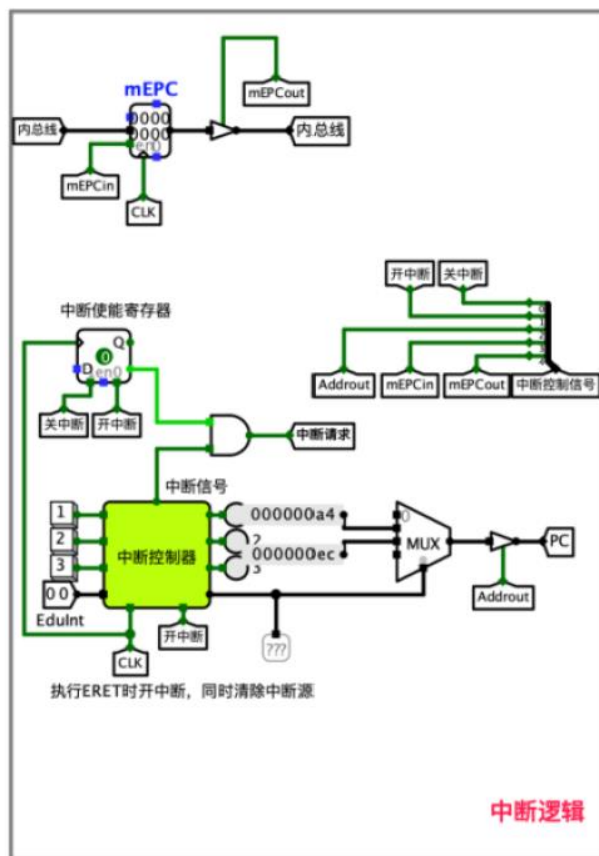 mEPCout
mEPC
内总线
0000
0000
en0
内总线
mEPCin
CLK
开中断
关中断
中断使能寄存器
Q
0
D
en0
0
1
2
3
4
Addrout
mEPCin
mEPCout
中断控制信号
关中断
开中断
中断请求
中断信号
1
2
3
中断控制器
000000a4
2
000000ec
3
0
MUX
0
PC
00
EduInt
开中断
???
Addrout
CLK
执行ERET时开中断，同时清除中断源
中断逻辑